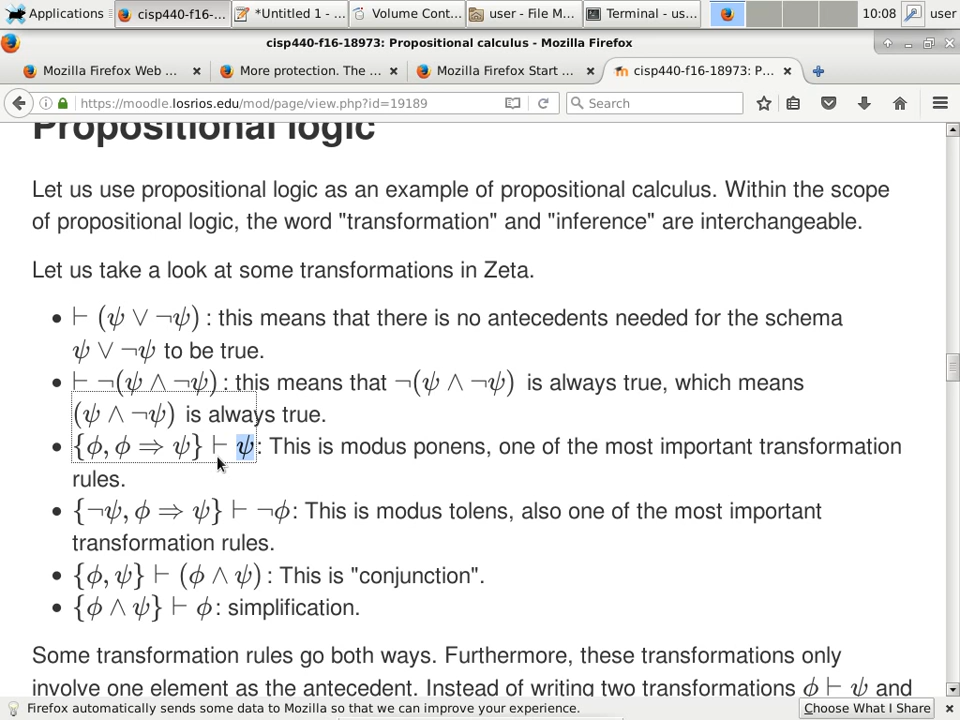 Applications
cisp440-f16-...
*Untitled 1 - ...
Volume Cont...
user - File M...
Terminal - us...
10:08
user
cisp440-f16-18973: Propositional calculus - Mozilla Firefox
Mozilla Firefox Web ...
More protection. The ...
Mozilla Firefox Start ...
cisp440-f16-18973: P...
https://moodle.losrios.edu/mod/page/view.php?id=19189
Search
Propositional logic
Let us use propositional logic as an example of propositional calculus. Within the scope
of propositional logic, the word "transformation" and "inference" are interchangeable.
Let us take a look at some transformations in Zeta.
• ⊢ (ψ ∨ ¬ψ) : this means that there is no antecedents needed for the schema
ψ ∨ ¬ψ to be true.
• ⊢ ¬(ψ ∧ ¬ψ) : this means that ¬(ψ ∧ ¬ψ) is always true, which means
(ψ ∧ ¬ψ) is always true.
• {ϕ, ϕ ⇒ ψ} ⊢ ψ: This is modus ponens, one of the most important transformation
rules.
• {¬ψ, ϕ ⇒ ψ} ⊢ ¬ϕ: This is modus tolens, also one of the most important
transformation rules.
• {ϕ, ψ} ⊢ (ϕ ∧ ψ) : This is "conjunction".
• {ϕ ∧ ψ} ⊢ ϕ: simplification.
Some transformation rules go both ways. Furthermore, these transformations only
involve one element as the antecedent. Instead of writing two transformations ϕ ⊢ ψ and
Firefox automatically sends some data to Mozilla so that we can improve your experience.
Choose What I Share